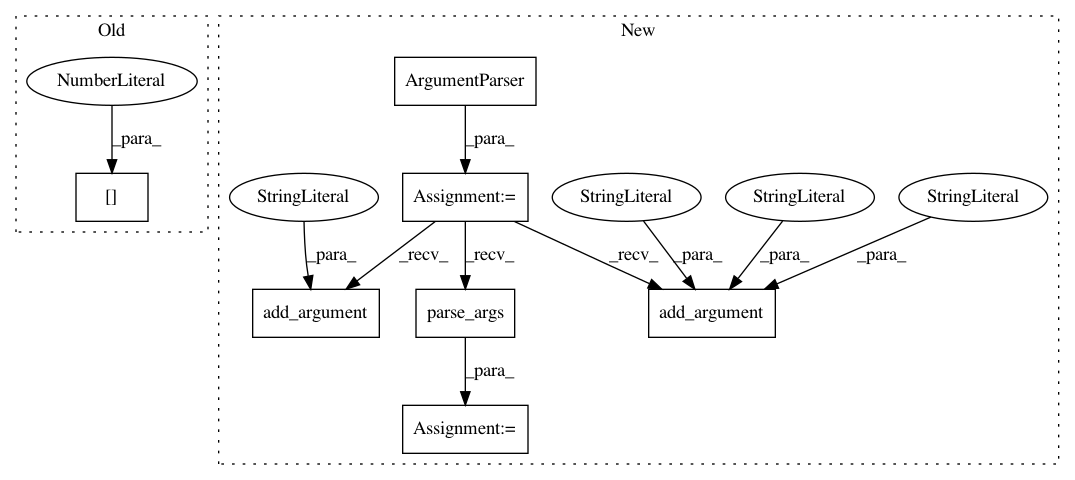 Old
New
NumberLiteral
ArgumentParser
_para_
_para_
[]
StringLiteral
Assignment:=
StringLiteral
StringLiteral
StringLiteral
_para_
_recv_
_recv_
_recv_
_para_
_para_
_para_
add_argument
parse_args
add_argument
_para_
Assignment:=